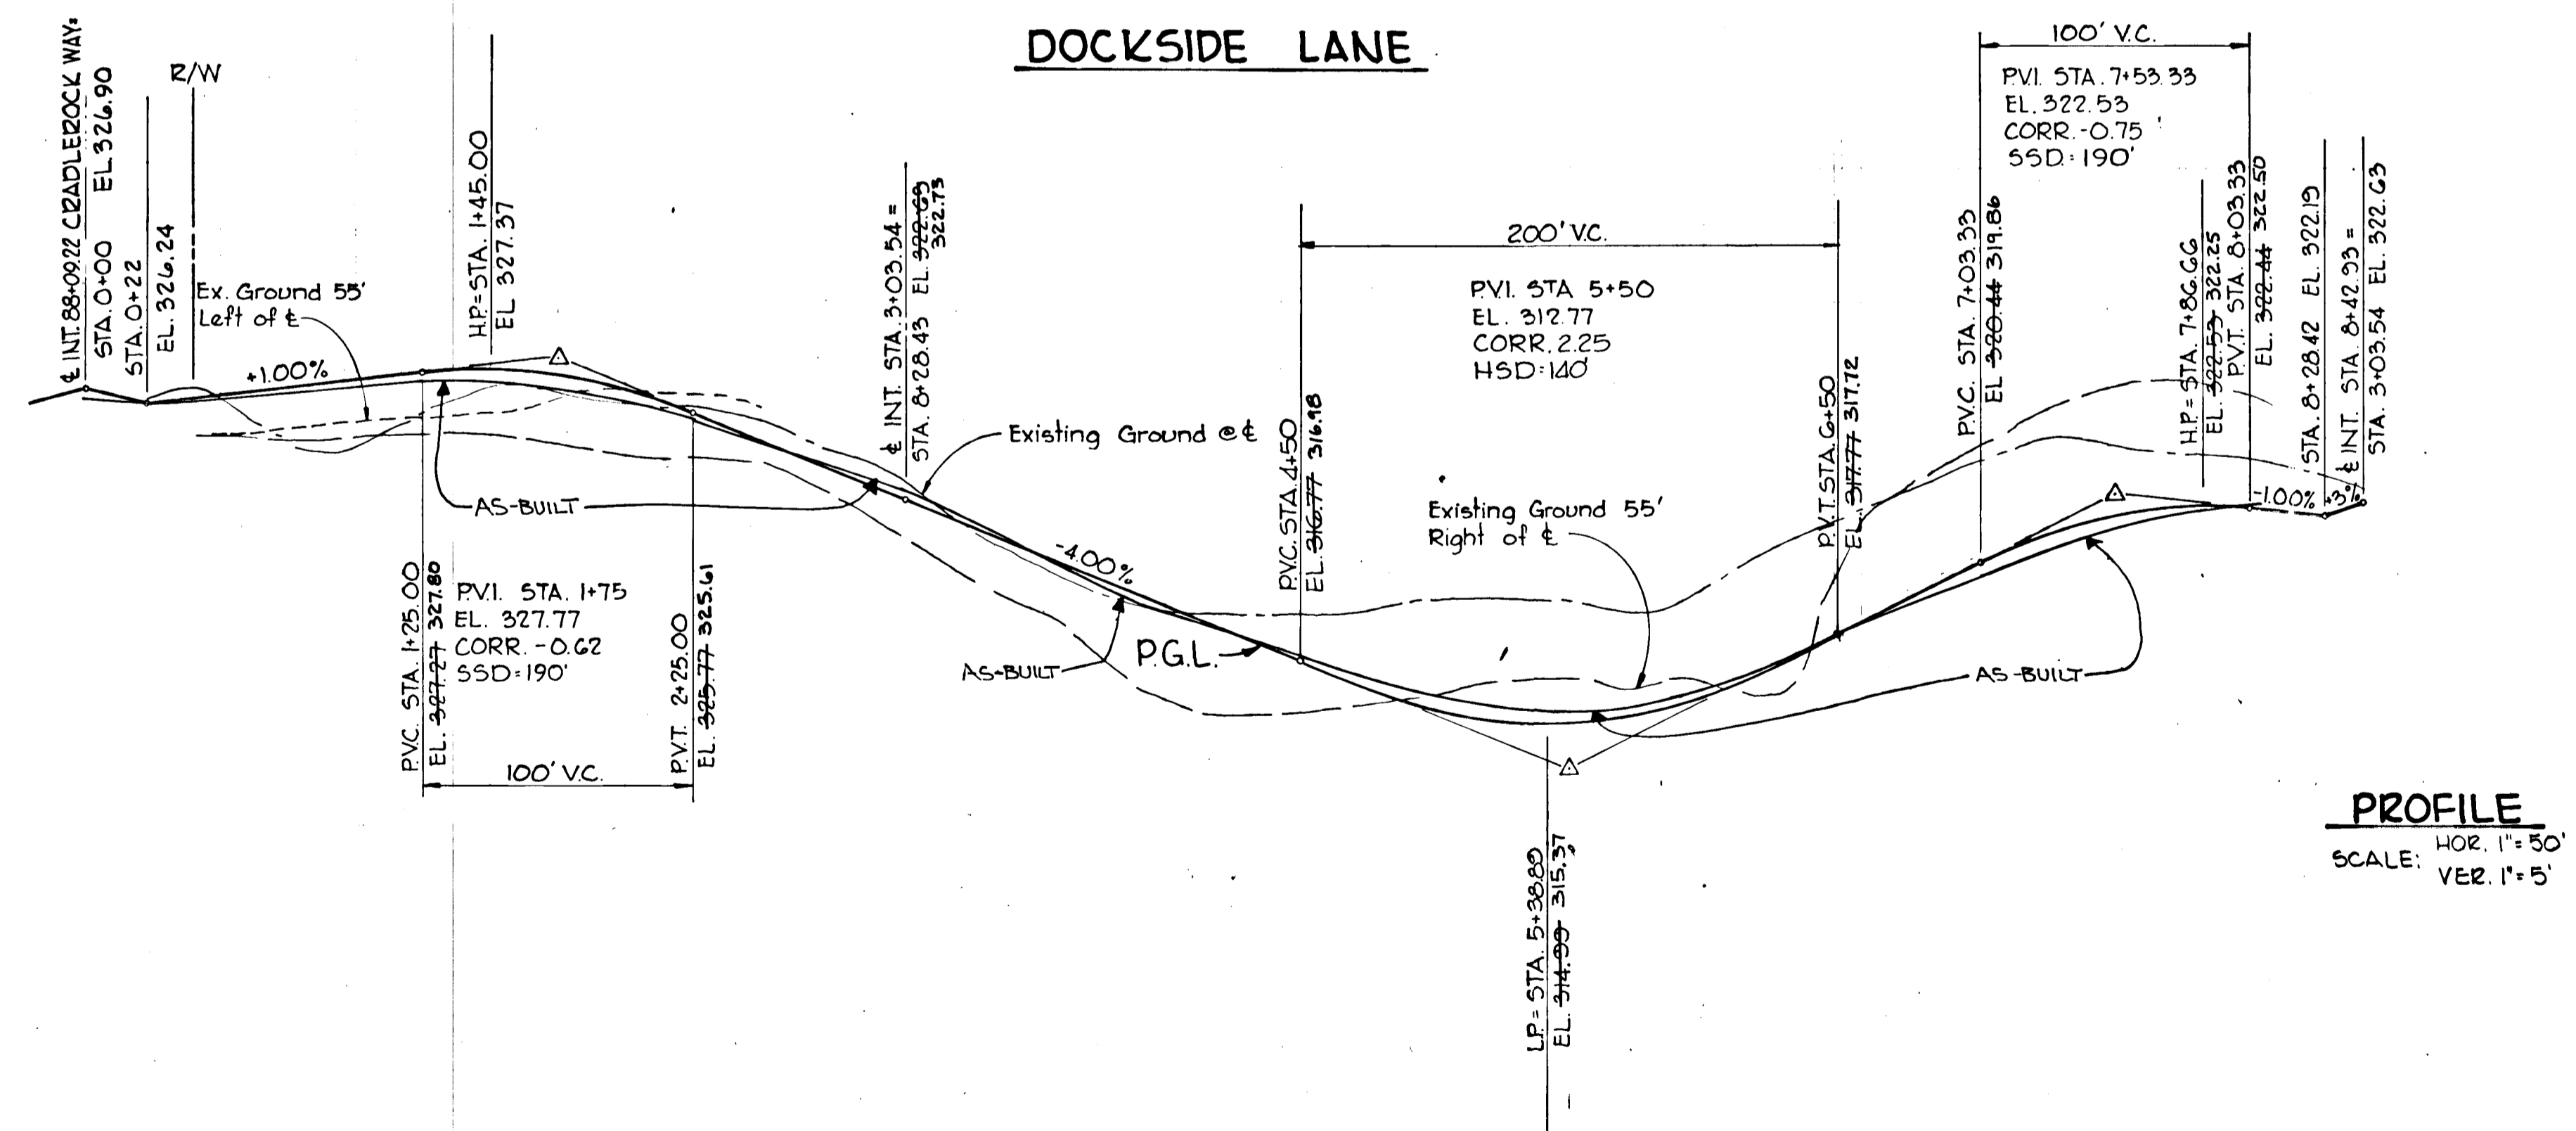 DOCKSIDE LANE
℄ INT. 88+09.22 CRADLEROCK WAY=
STA. 0+00 EL 326.90
STA. 0+22
EL. 326.24
R/W
Ex. Ground 55'
Left of ℄
+1.00%
H.P.= STA. 1+45.00
EL 327.37
AS-BUILT
P.V.C. STA. 1+25.00
EL. 327.27 327.80
P.V.I. STA. 1+75
EL. 327.77
CORR. -0.62
SSD=190'
P.V.T. 2+25.00
EL. 325.77 325.61
100' V.C.
℄ INT. STA. 3+03.54 =
STA. 8+28.43 EL. 322.63
322.73
Existing Ground @ ℄
-4.00%
AS-BUILT
P.G.L.
P.V.C. STA. 4+50
EL. 316.77 316.98
200' V.C.
P.V.I. STA 5+50
EL. 312.77
CORR. 2.25
HSD=140'
Existing Ground 55'
Right of ℄
L.P.= STA. 5+38.89
EL. 314.99 315.37
P.V.T. STA. 6+50
EL. 317.77 317.72
AS-BUILT
100' V.C.
P.V.I. STA. 7+53.33
EL. 322.53
CORR. -0.75
SSD.= 190'
P.V.C. STA. 7+03.33
EL 320.44 319.86
H.P.= STA. 7+86.66
EL. 322.53 322.25
P.V.T. STA. 8+03.33
EL. 322.44 322.50
-1.00%
+3%
STA. 8+28.42 EL. 322.19
℄ INT. STA. 8+42.93 =
STA. 3+03.54 EL. 322.63
PROFILE
SCALE: HOR. 1"= 50'
VER. 1"= 5'